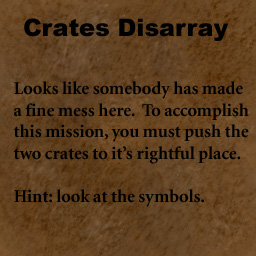 Crates Disarray
Looks like somebody has made
a fine mess here.  To accomplish
this mission, you must push the
two crates to it's rightful place.
Hint: look at the symbols.